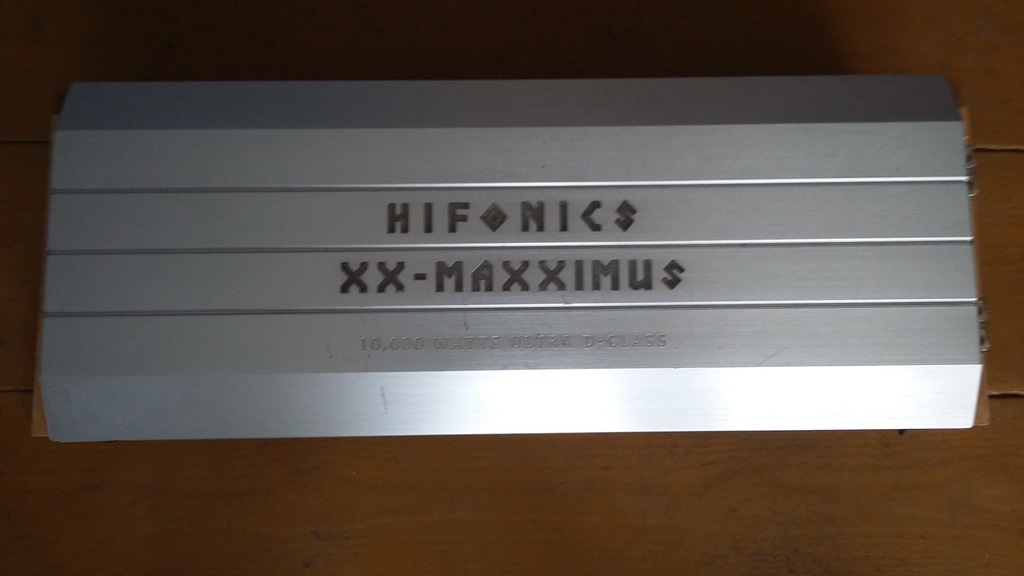 HIFONICS
XX-MAXXIMUS
10,000 WATTS ULTRA D-CLASS